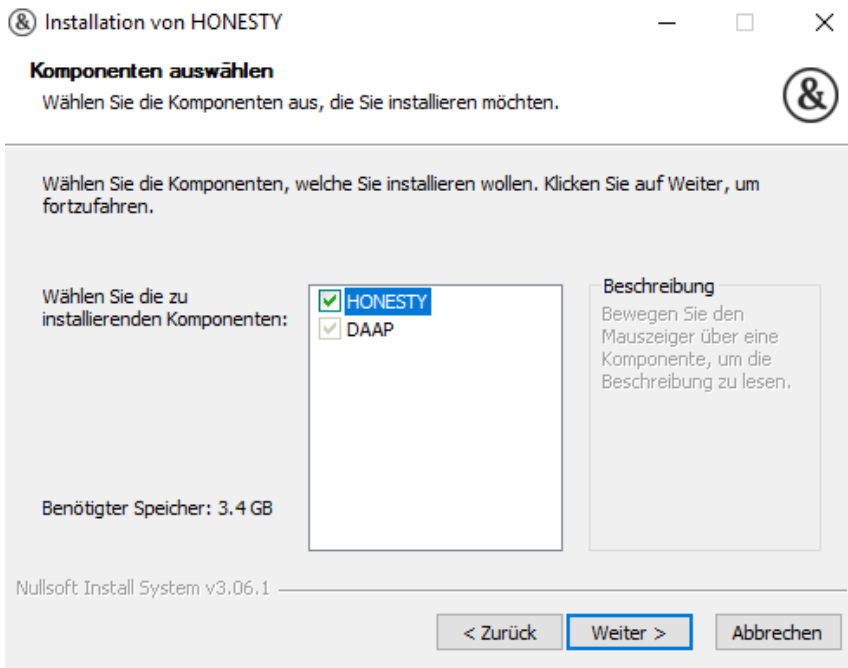 & Installation von HONESTY
Komponenten auswählen
Wählen Sie die Komponenten aus, die Sie installieren möchten.
&
Wählen Sie die Komponenten, welche Sie installieren wollen. Klicken Sie auf Weiter, um
fortzufahren.
Wählen Sie die zu
installierenden Komponenten:
HONESTY
DAAP
Beschreibung
Bewegen Sie den
Mauszeiger über eine
Komponente, um die
Beschreibung zu lesen.
Benötigter Speicher: 3.4 GB
Nullsoft Install System v3.06.1
< Zurück
Weiter >
Abbrechen